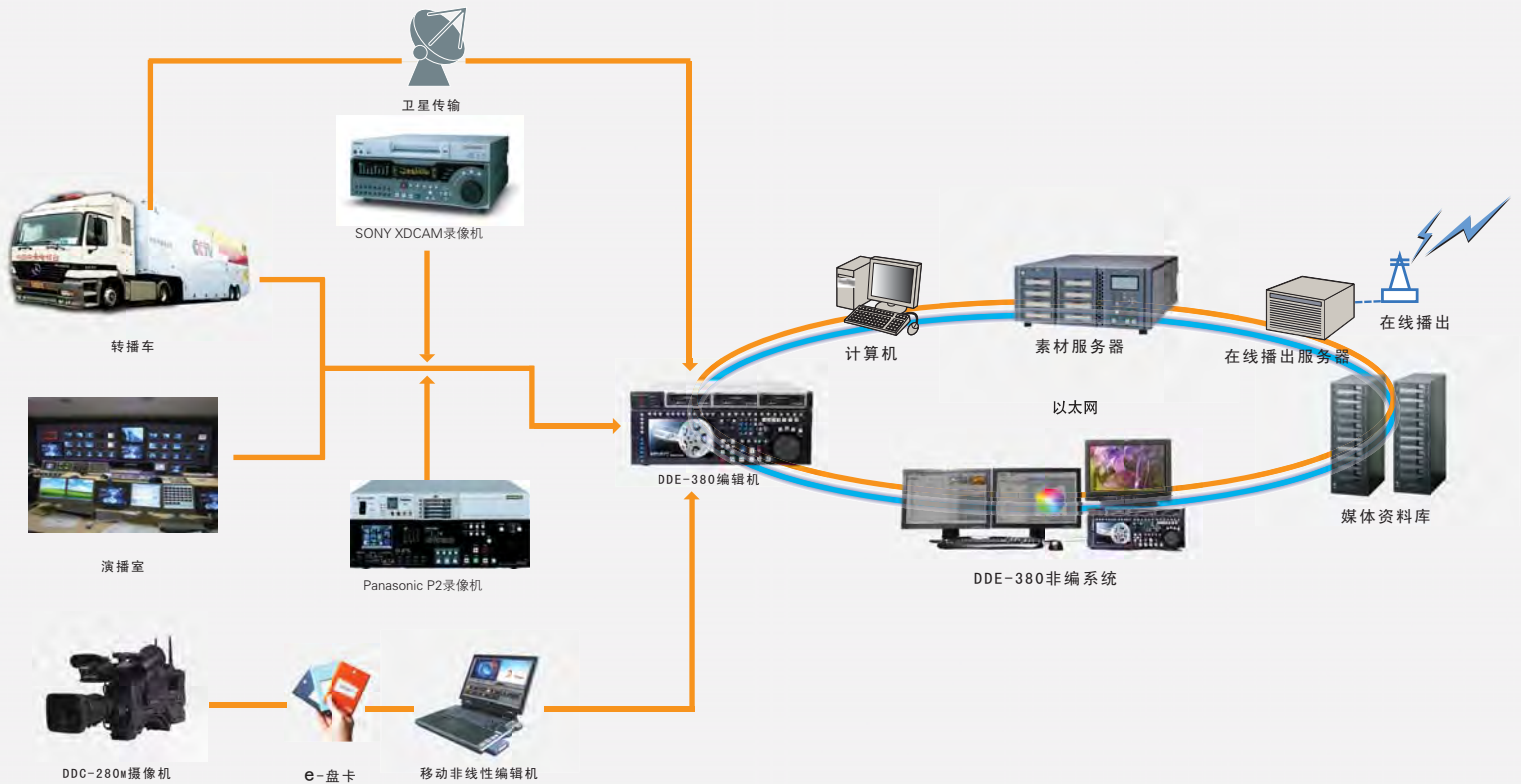 卫星传输
SONY XDCAM录像机
转播车
计算机
素材服务器
在线播出服务器
在线播出
以太网
DDE-380编辑机
演播室
Panasonic P2录像机
DDE-380非编系统
媒体资料库
DDC-280M摄像机
e-盘卡
移动非线性编辑机